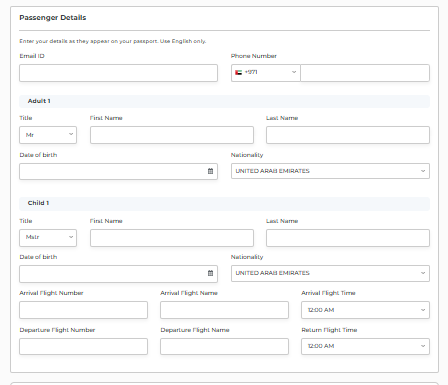 Passenger Details
Enter your details as they appear on your passport. Use English only.
Email ID
Phone Number
+971
Adult 1
Title
First Name
Last Name
Mr
Date of birth
Nationality
UNITED ARAB EMIRATES
Child 1
Title
First Name
Last Name
Mstr
Date of birth
Nationality
UNITED ARAB EMIRATES
Arrival Flight Number
Arrival Flight Name
Arrival Flight Time
12:00 AM
Departure Flight Number
Departure Flight Name
Return Flight Time
12:00 AM